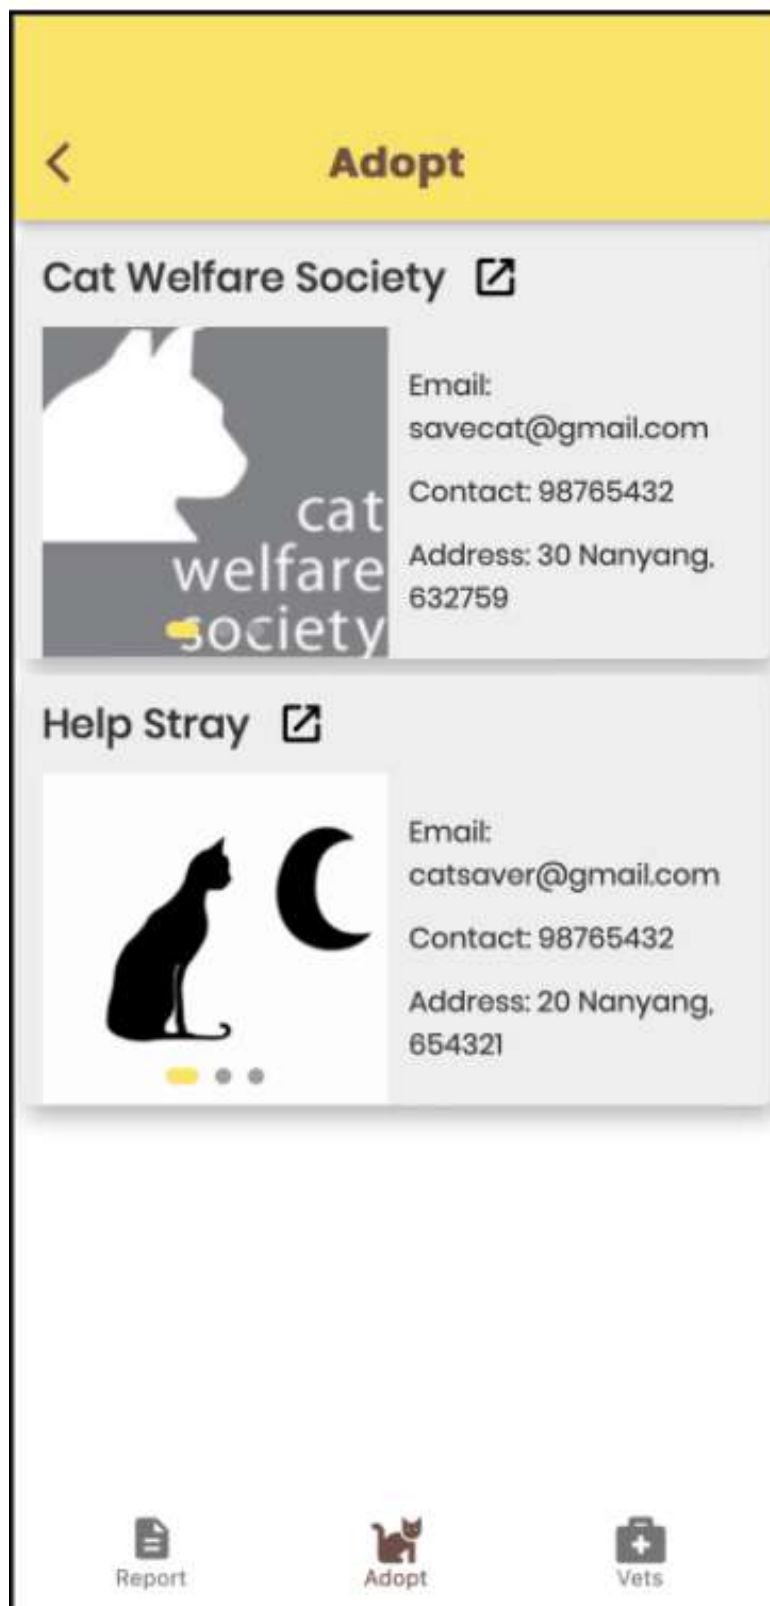 Adopt
Cat Welfare Society
cat
welfare
society
Email:
savecat@gmail.com
Contact: 98765432
Address: 30 Nanyang,
632759
Help Stray
Email:
catsaver@gmail.com
Contact: 98765432
Address: 20 Nanyang,
654321
Report
Adopt
Vets